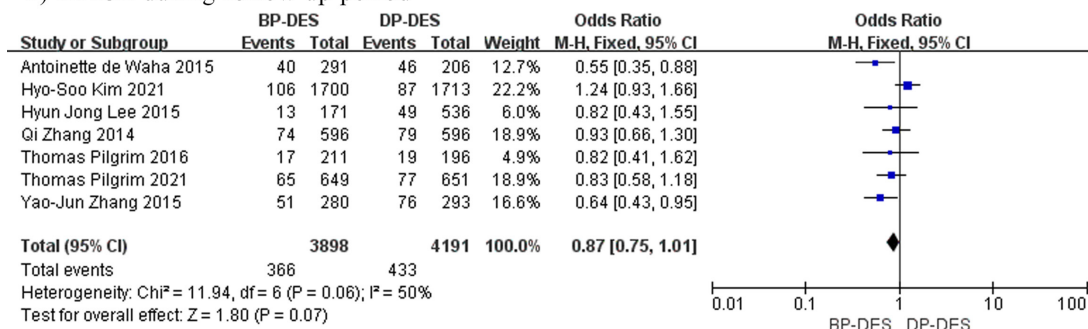 BP-DES DP-DES Odds Ratio Odds Ratio
Study or Subgroup Events Total Events Total Weight M-H, Fixed, 95% CI M-H, Fixed, 95% CI
Antoinette de Waha 2015 40 291 46 206 12.7% 0.55 [0.35, 0.88]
Hyo-Soo Kim 2021 106 1700 87 1713 22.2% 1.24 [0.93, 1.66]
Hyun Jong Lee 2015 13 171 49 536 6.0% 0.82 [0.43, 1.55]
Qi Zhang 2014 74 596 79 596 18.9% 0.93 [0.66, 1.30]
Thomas Pilgrim 2016 17 211 19 196 4.9% 0.82 [0.41, 1.62]
Thomas Pilgrim 2021 65 649 77 651 18.9% 0.83 [0.58, 1.18]
Yao-Jun Zhang 2015 51 280 76 293 16.6% 0.64 [0.43, 0.95]
Total (95% CI) 3898 4191 100.0% 0.87 [0.75, 1.01]
Total events 366 433
Heterogeneity: Chi² = 11.94, df = 6 (P = 0.06); I² = 50%
Test for overall effect: Z = 1.80 (P = 0.07)
0.01 0.1 1 10 100
BP-DES DP-DES